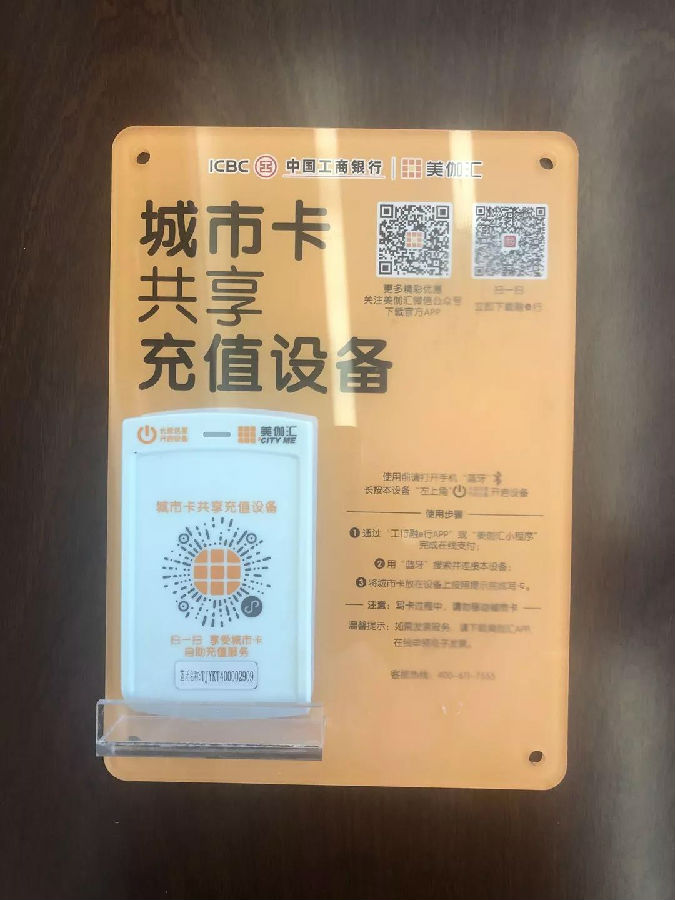 ICBC 中国工商银行 | 美伽汇
城市卡
共享
充值设备
更多精彩优惠
关注美伽汇微信公众号
下载官方APP
扫一扫
立即下载融e行
长按这里
开启设备
美伽汇
CITY ME
城市卡共享充值设备
扫一扫 享受城市卡
自助充值服务
使用前请打开手机“蓝牙”
长按本设备“左上角” 开启设备
使用步骤
1 通过“工行融e行APP”或“美伽汇小程序”
完成在线支付;
2 用“蓝牙”搜索并连接本设备;
3 将城市卡放在设备上按照提示完成写卡。
注意:写卡过程中,请勿移动城市卡
温馨提示:如需发票服务,请下载美伽汇APP
在线申领电子发票。
客服热线:400-611-7555